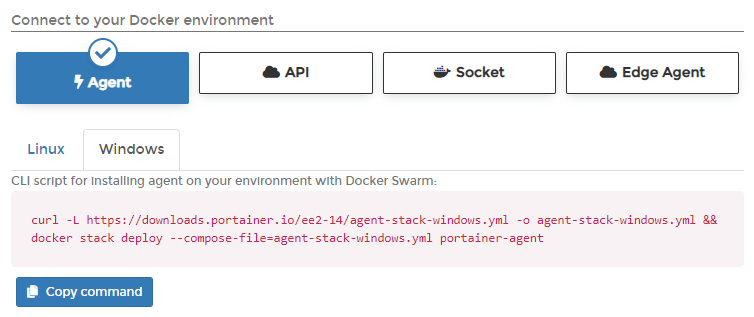 Connect to your Docker environment
Agent
API
Socket
Edge Agent
Linux
Windows
CLI script for installing agent on your environment with Docker Swarm:
curl -L https://downloads.portainer.io/ee2-14/agent-stack-windows.yml -o agent-stack-windows.yml &&
docker stack deploy --compose-file=agent-stack-windows.yml portainer-agent
Copy command